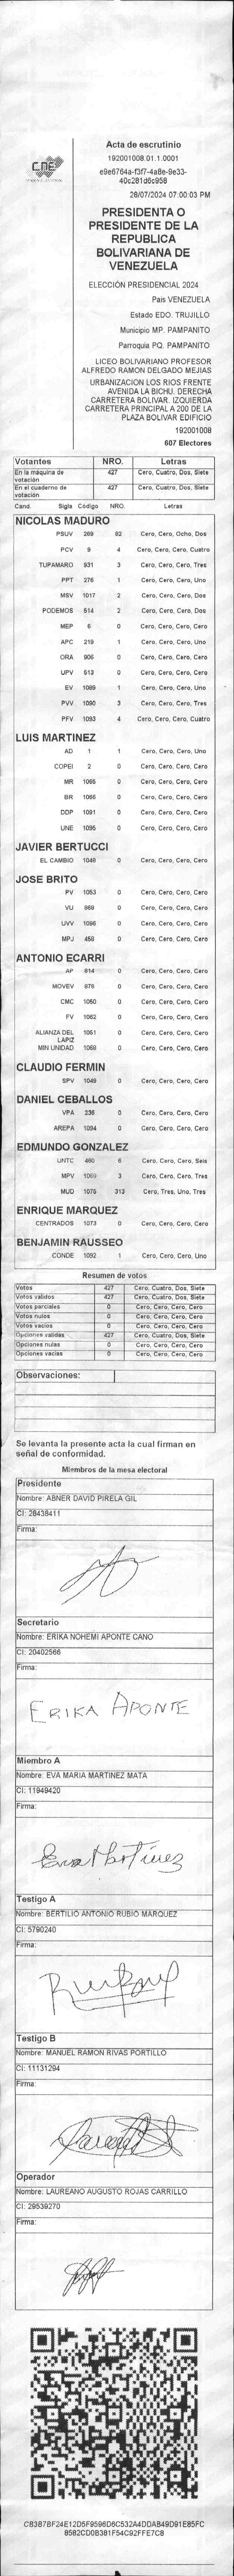 CNE
Acta de escrutinio
192001008.01.1.0001
e9e6764a-f3f7-4a8e-9e33-
40c281d6c958
28/07/2024 07:00:03 PM
PRESIDENTA O
PRESIDENTE DE LA
REPUBLICA
BOLIVARIANA DE
VENEZUELA
ELECCIÓN PRESIDENCIAL 2024
Pais VENEZUELA
Estado EDO. TRUJILLO
Municipio MP. PAMPANITO
Parroquia PQ. PAMPANITO
LICEO BOLIVARIANO PROFESOR
ALFREDO RAMON DELGADO MEJIAS
URBANIZACION LOS RIOS FRENTE
AVENIDA LA BICHU. DERECHA
CARRETERA BOLIVAR. IZQUIERDA
CARRETERA PRINCIPAL A 200 DE LA
PLAZA BOLIVAR EDIFICIO
192001008
607 Electores
Votantes NRO. Letras
En la máquina de votación 427 Cero, Cuatro, Dos, Siete
En el cuaderno de votación 427 Cero, Cuatro, Dos, Siete
Cand. Sigla Código NRO. Letras
NICOLAS MADURO
PSUV 269 82 Cero, Cero, Ocho, Dos
PCV 9 4 Cero, Cero, Cero, Cuatro
TUPAMARO 931 3 Cero, Cero, Cero, Tres
PPT 276 1 Cero, Cero, Cero, Uno
MSV 1017 2 Cero, Cero, Cero, Dos
PODEMOS 514 2 Cero, Cero, Cero, Dos
MEP 6 0 Cero, Cero, Cero, Cero
APC 219 1 Cero, Cero, Cero, Uno
ORA 906 0 Cero, Cero, Cero, Cero
UPV 513 0 Cero, Cero, Cero, Cero
EV 1089 1 Cero, Cero, Cero, Uno
PVV 1090 3 Cero, Cero, Cero, Tres
PFV 1093 4 Cero, Cero, Cero, Cuatro
LUIS MARTINEZ
AD 1 1 Cero, Cero, Cero, Uno
COPEI 2 0 Cero, Cero, Cero, Cero
MR 1065 0 Cero, Cero, Cero, Cero
BR 1066 0 Cero, Cero, Cero, Cero
DDP 1091 0 Cero, Cero, Cero, Cero
UNE 1095 0 Cero, Cero, Cero, Cero
JAVIER BERTUCCI
EL CAMBIO 1048 0 Cero, Cero, Cero, Cero
JOSE BRITO
PV 1053 0 Cero, Cero, Cero, Cero
VU 868 0 Cero, Cero, Cero, Cero
UVV 1096 0 Cero, Cero, Cero, Cero
MPJ 458 0 Cero, Cero, Cero, Cero
ANTONIO ECARRI
AP 814 0 Cero, Cero, Cero, Cero
MOVEV 876 0 Cero, Cero, Cero, Cero
CMC 1050 0 Cero, Cero, Cero, Cero
FV 1062 0 Cero, Cero, Cero, Cero
ALIANZA DEL LAPIZ 1051 0 Cero, Cero, Cero, Cero
MIN UNIDAD 1069 0 Cero, Cero, Cero, Cero
CLAUDIO FERMIN
SPV 1049 0 Cero, Cero, Cero, Cero
DANIEL CEBALLOS
VPA 236 0 Cero, Cero, Cero, Cero
AREPA 1094 0 Cero, Cero, Cero, Cero
EDMUNDO GONZALEZ
UNTC 460 6 Cero, Cero, Cero, Seis
MPV 1069 3 Cero, Cero, Cero, Tres
MUD 1075 313 Cero, Tres, Uno, Tres
ENRIQUE MARQUEZ
CENTRADOS 1073 0 Cero, Cero, Cero, Cero
BENJAMIN RAUSSEO
CONDE 1092 1 Cero, Cero, Cero, Uno
Resumen de votos
Votos 427 Cero, Cuatro, Dos, Siete
Votos validos 427 Cero, Cuatro, Dos, Siete
Votos parciales 0 Cero, Cero, Cero, Cero
Votos nulos 0 Cero, Cero, Cero, Cero
Votos vacios 0 Cero, Cero, Cero, Cero
Opciones validas 427 Cero, Cuatro, Dos, Siete
Opciones nulas 0 Cero, Cero, Cero, Cero
Opciones vacias 0 Cero, Cero, Cero, Cero
Observaciones:
Se levanta la presente acta la cual firman en
señal de conformidad.
Miembros de la mesa electoral
Presidente
Nombre: ABNER DAVID PIRELA GIL
CI: 28438411
Firma:
Secretario
Nombre: ERIKA NOHEMI APONTE CANO
CI: 20402566
Firma:
ERIKA APONTE
Miembro A
Nombre: EVA MARIA MARTINEZ MATA
CI: 11949420
Firma:
Eva Martínez
Testigo A
Nombre: BERTILIO ANTONIO RUBIO MARQUEZ
CI: 5790240
Firma:
Testigo B
Nombre: MANUEL RAMON RIVAS PORTILLO
CI: 11131294
Firma:
Operador
Nombre: LAUREANO AUGUSTO ROJAS CARRILLO
CI: 29539270
Firma:
C83B7BF24E12D5F9596D6C532A4DDAB49D91E85FC
8582CD0B381F54C92FFE7C8